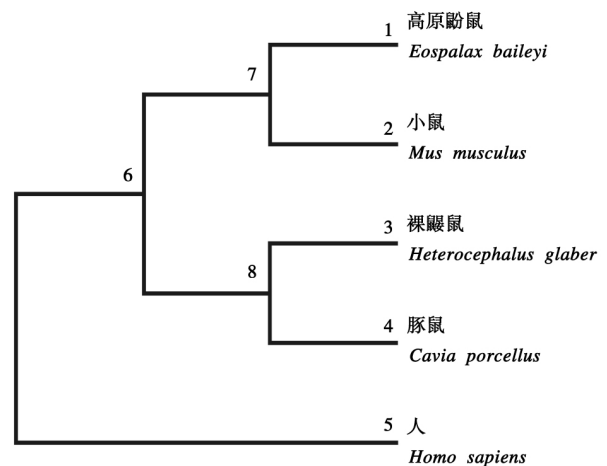 1 高原鼢鼠
Eospalax baileyi
7
2 小鼠
Mus musculus
6
3 裸鼹鼠
Heterocephalus glaber
8
4 豚鼠
Cavia porcellus
5 人
Homo sapiens